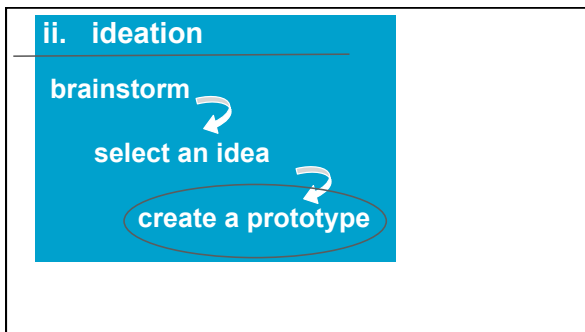 ii. ideation
brainstorm
select an idea
create a prototype